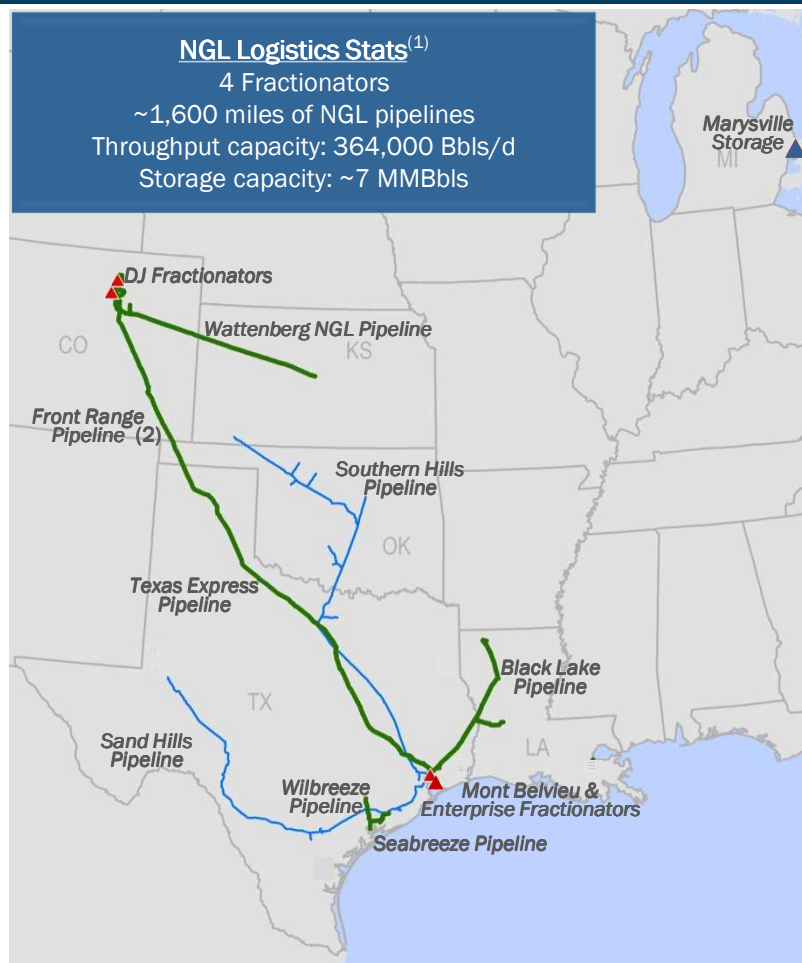 NGL Logistics Stats(1)
4 Fractionators
~1,600 miles of NGL pipelines
Throughput capacity: 364,000 Bbls/d
Storage capacity: ~7 MMBbls
Marysville
Storage
MI
DJ Fractionators
Wattenberg NGL Pipeline
CO
KS
Front Range
Pipeline (2)
Southern Hills
Pipeline
OK
Texas Express
Pipeline
Black Lake
Pipeline
TX
LA
Sand Hills
Pipeline
Wilbreeze
Pipeline
Mont Belvieu &
Enterprise Fractionators
Seabreeze Pipeline